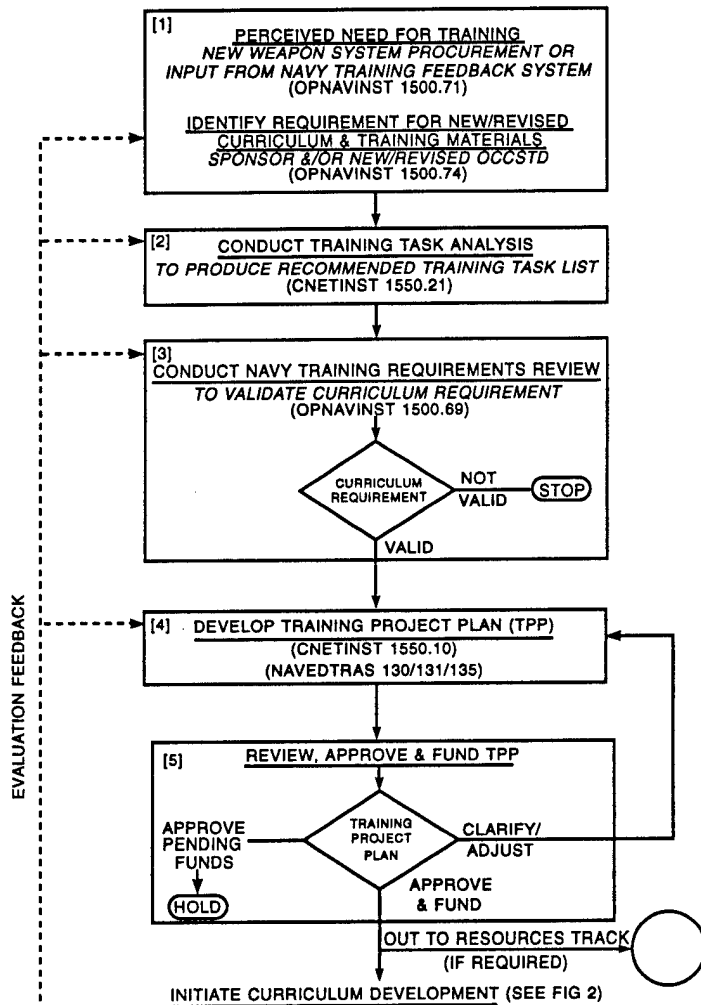 [1]
PERCEIVED NEED FOR TRAINING
NEW WEAPON SYSTEM PROCUREMENT OR
INPUT FROM NAVY TRAINING FEEDBACK SYSTEM
(OPNAVINST 1500.71)
IDENTIFY REQUIREMENT FOR NEW/REVISED
CURRICULUM & TRAINING MATERIALS
SPONSOR &/OR NEW/REVISED OCCSTD
(OPNAVINST 1500.74)
[2]
CONDUCT TRAINING TASK ANALYSIS
TO PRODUCE RECOMMENDED TRAINING TASK LIST
(CNETINST 1550.21)
[3]
CONDUCT NAVY TRAINING REQUIREMENTS REVIEW
TO VALIDATE CURRICULUM REQUIREMENT
(OPNAVINST 1500.69)
CURRICULUM
REQUIREMENT
NOT
VALID
STOP
VALID
[4]
DEVELOP TRAINING PROJECT PLAN (TPP)
(CNETINST 1550.10)
(NAVEDTRAS 130/131/135)
[5]
REVIEW, APPROVE & FUND TPP
TRAINING
PROJECT
PLAN
APPROVE
PENDING
FUNDS
HOLD
CLARIFY/
ADJUST
APPROVE
& FUND
OUT TO RESOURCES TRACK
(IF REQUIRED)
INITIATE CURRICULUM DEVELOPMENT (SEE FIG 2)
EVALUATION FEEDBACK